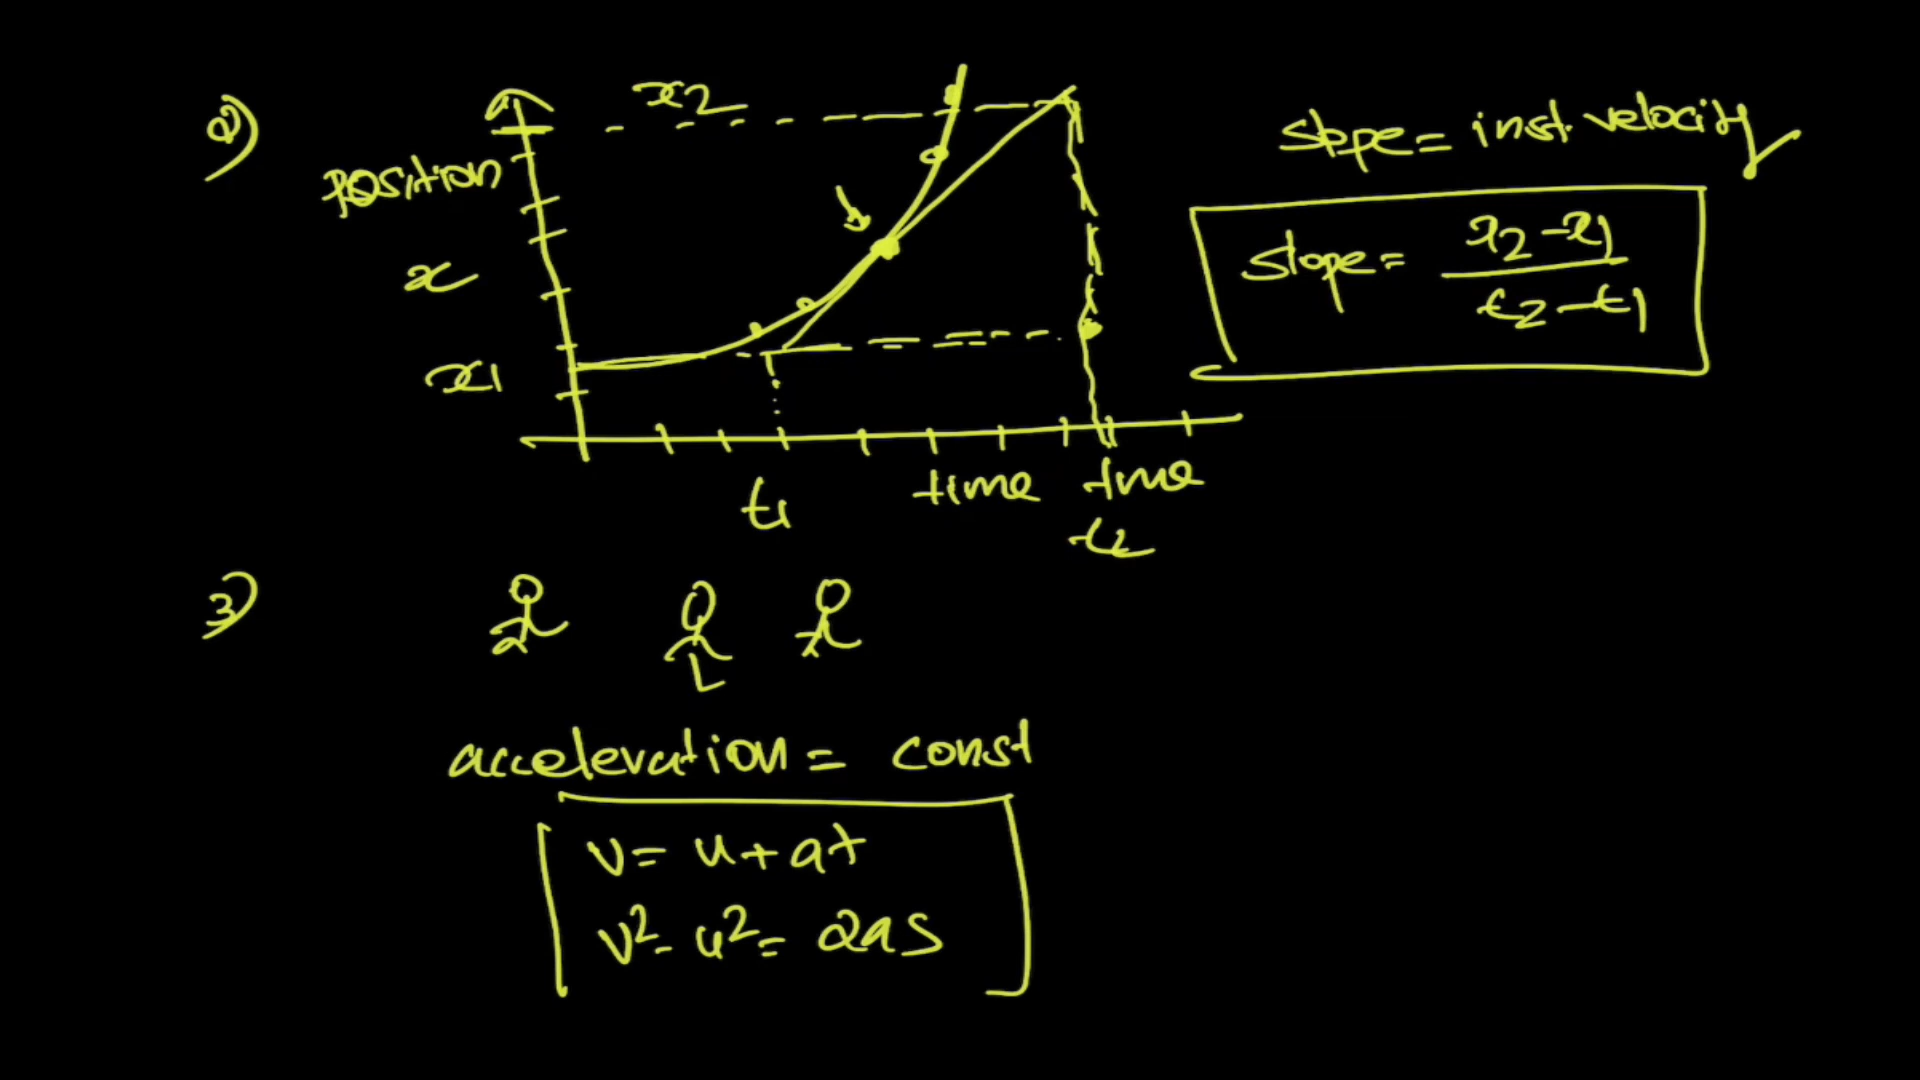 2)
x2
position
x
x1
t1
time
time
t2
slope = inst. velocity
slope = x2-x1 / t2-t1
3)
acceleration = const
v = u + at
v² - u² = 2as